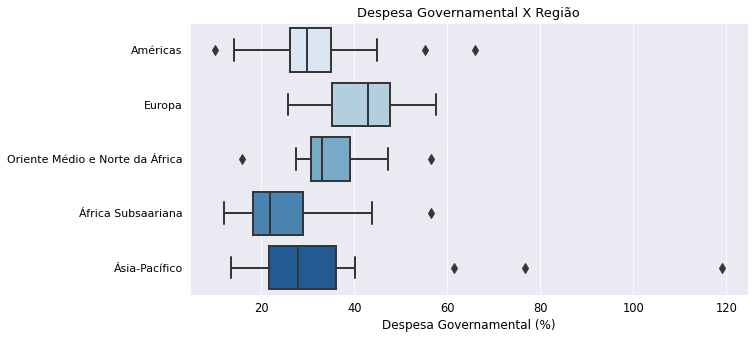 Despesa Governamental X Região
Américas
Europa
Oriente Médio e Norte da África
África Subsaariana
Ásia-Pacífico
20 40 60 80 100 120
Despesa Governamental (%)